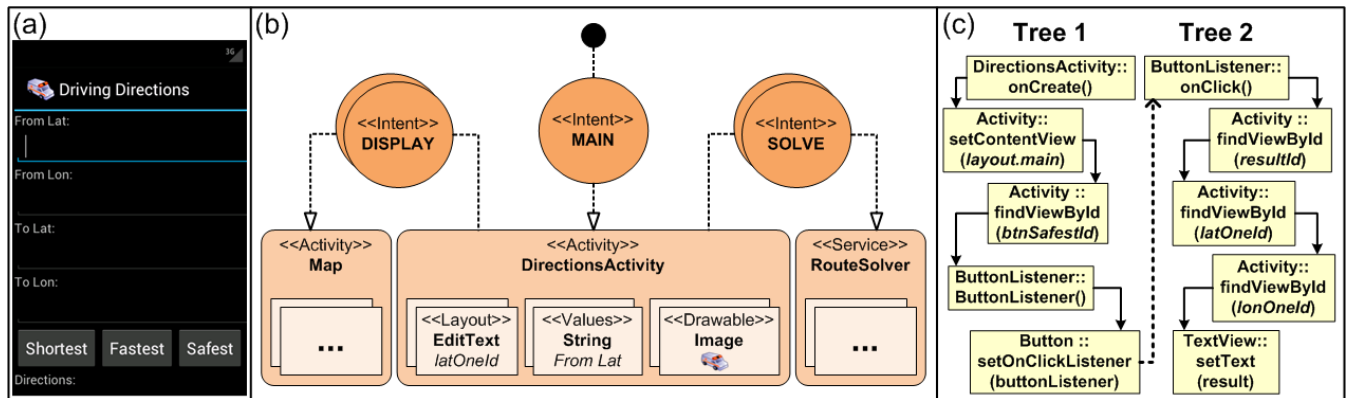 (a)
3G
Driving Directions
From Lat:
From Lon:
To Lat:
To Lon:
Shortest
Fastest
Safest
Directions:
(b)
<<Intent>>
DISPLAY
<<Intent>>
MAIN
<<Intent>>
SOLVE
<<Activity>>
Map
...
<<Activity>>
DirectionsActivity
<<Layout>>
EditText
latOneId
<<Values>>
String
From Lat
<<Drawable>>
Image
<<Service>>
RouteSolver
...
(c)
Tree 1
DirectionsActivity::
onCreate()
Activity::
setContentView
(layout.main)
Activity ::
findViewById
(btnSafestId)
ButtonListener::
ButtonListener()
Button ::
setOnClickListener
(buttonListener)
Tree 2
ButtonListener::
onClick()
Activity ::
findViewById
(resultId)
Activity::
findViewById
(latOneId)
Activity::
findViewById
(lonOneId)
TextView::
setText
(result)